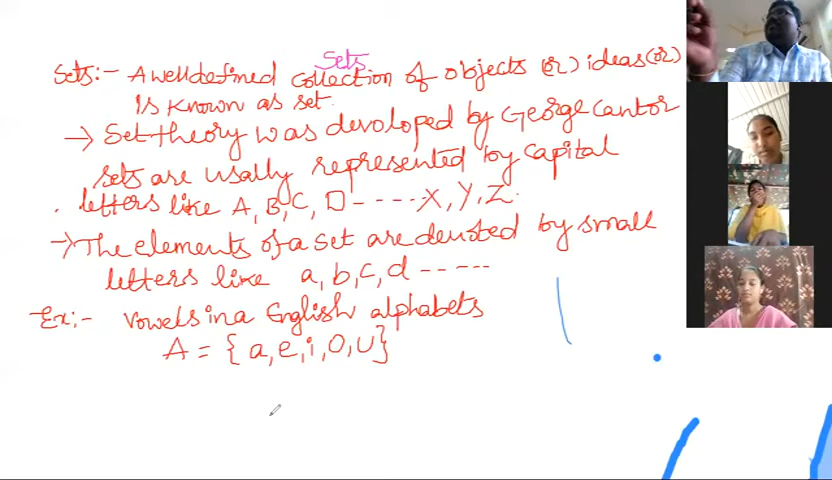 Sets
Sets:- A welldefined collection of objects (or) ideas (or)
is known as set.
→ Set theory was devoloped by George cantor
sets are usally represented by capital
letters like A, B, C, D ----- X, Y, Z.
→ The elements of a set are denoted by small
letters like a, b, c, d -----
Ex:- vowels in a English alphabets
A = { a, e, i, O, U }